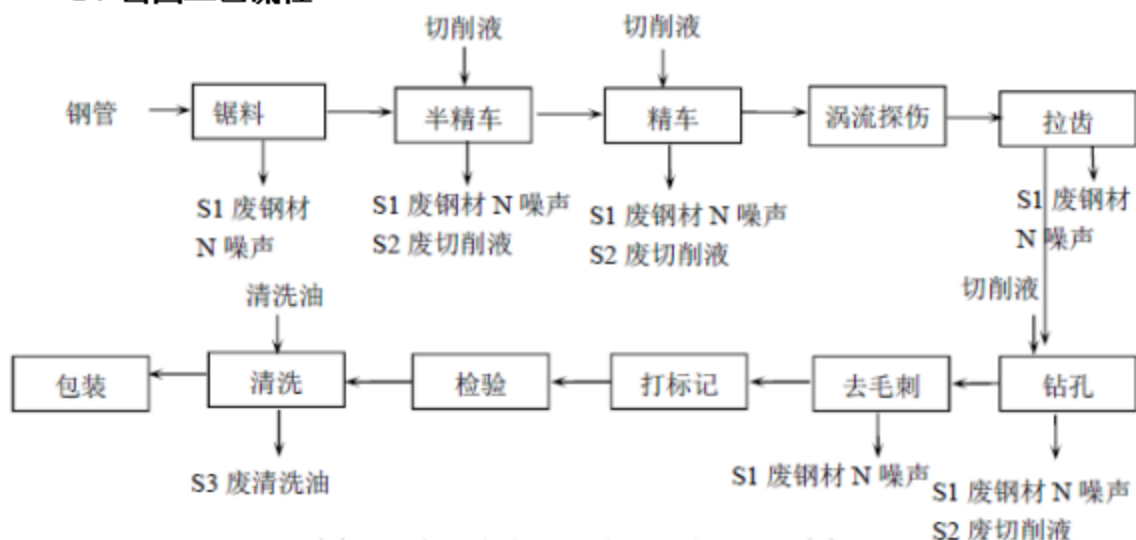 切削液
切削液
钢管
锯料
半精车
精车
涡流探伤
拉齿
S1 废钢材
N 噪声
S1 废钢材 N 噪声
S2 废切削液
S1 废钢材 N 噪声
S2 废切削液
S1 废钢材
N 噪声
清洗油
切削液
包装
清洗
检验
打标记
去毛刺
钻孔
S3 废清洗油
S1 废钢材 N 噪声
S1 废钢材 N 噪声
S2 废切削液